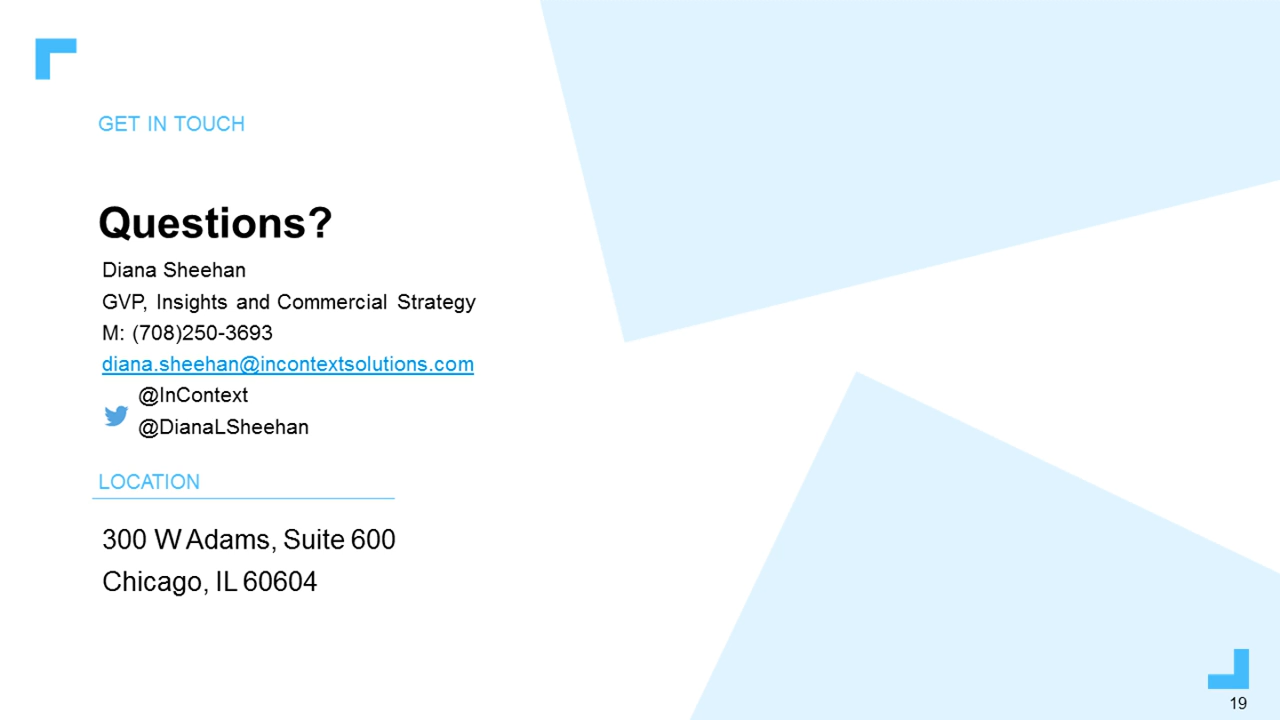 GET IN TOUCH
Questions?
Diana Sheehan
GVP, Insights and Commercial Strategy
M: (708)250-3693
diana.sheehan@incontextsolutions.com
@InContext
@DianaLSheehan
LOCATION
300 W Adams, Suite 600
Chicago, IL 60604
19